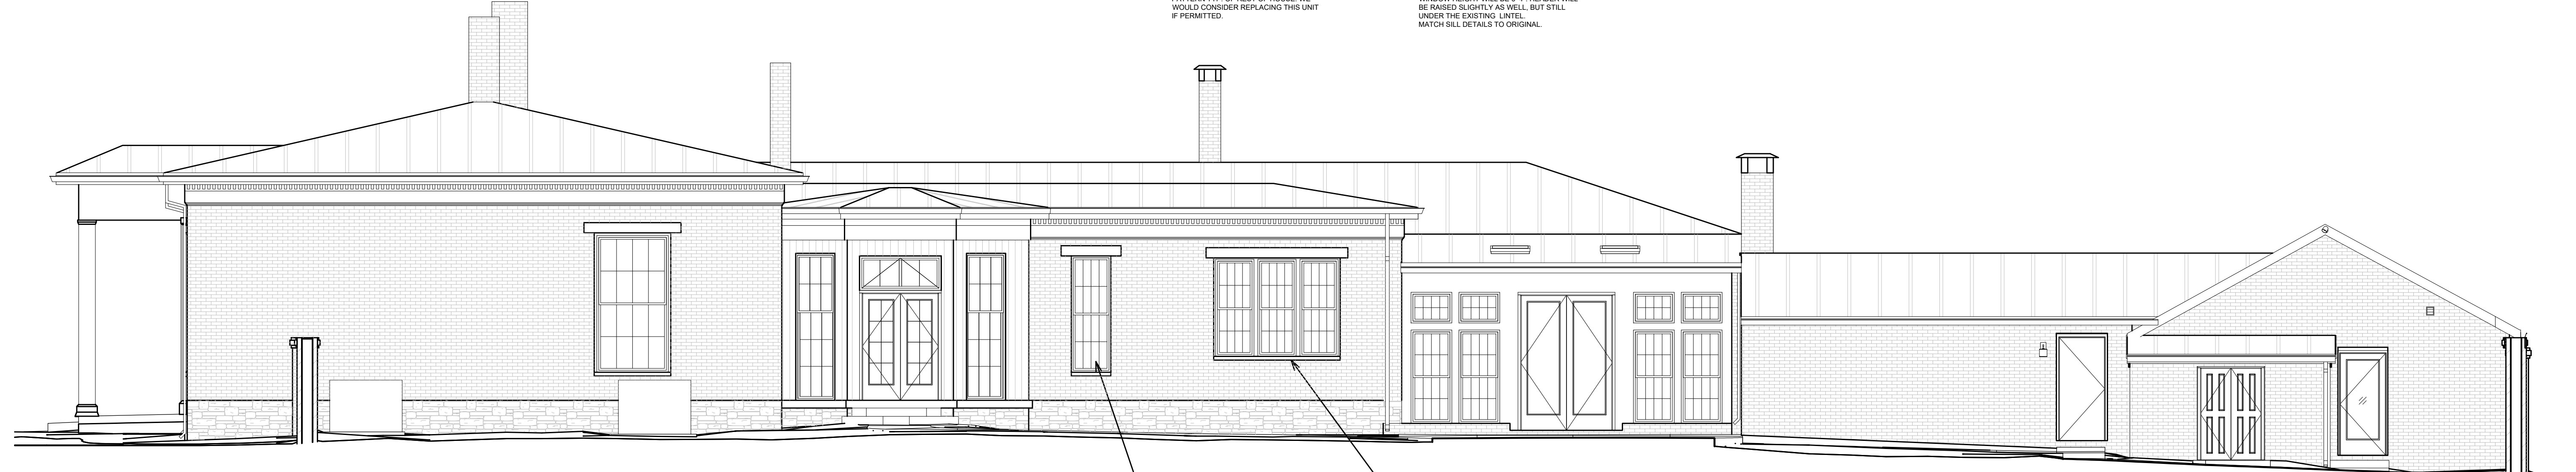 WOULD CONSIDER REPLACING THIS UNIT
IF PERMITTED.
BE RAISED SLIGHTLY AS WELL, BUT STILL
UNDER THE EXISTING LINTEL.
MATCH SILL DETAILS TO ORIGINAL.